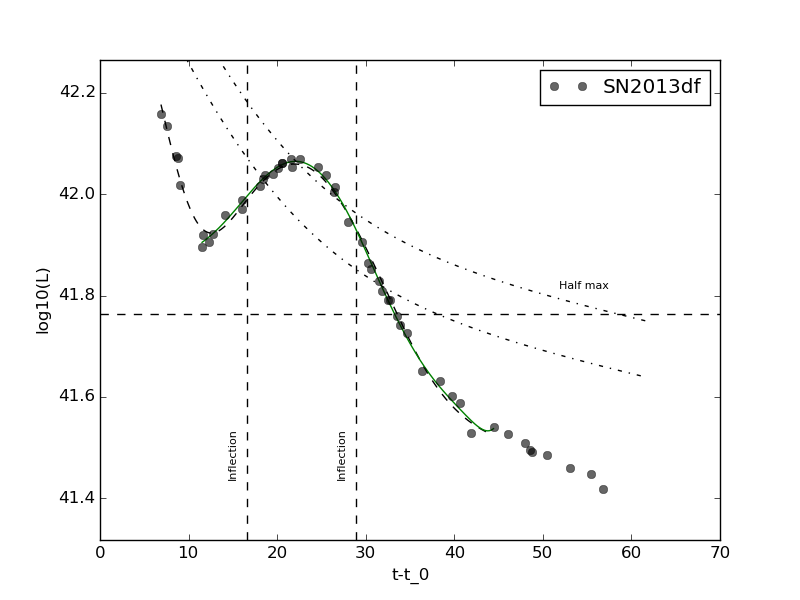 SN2013df
42.2
42.0
41.8
41.6
41.4
log10(L)
Half max
Inflection
Inflection
0 10 20 30 40 50 60 70
t-t_0